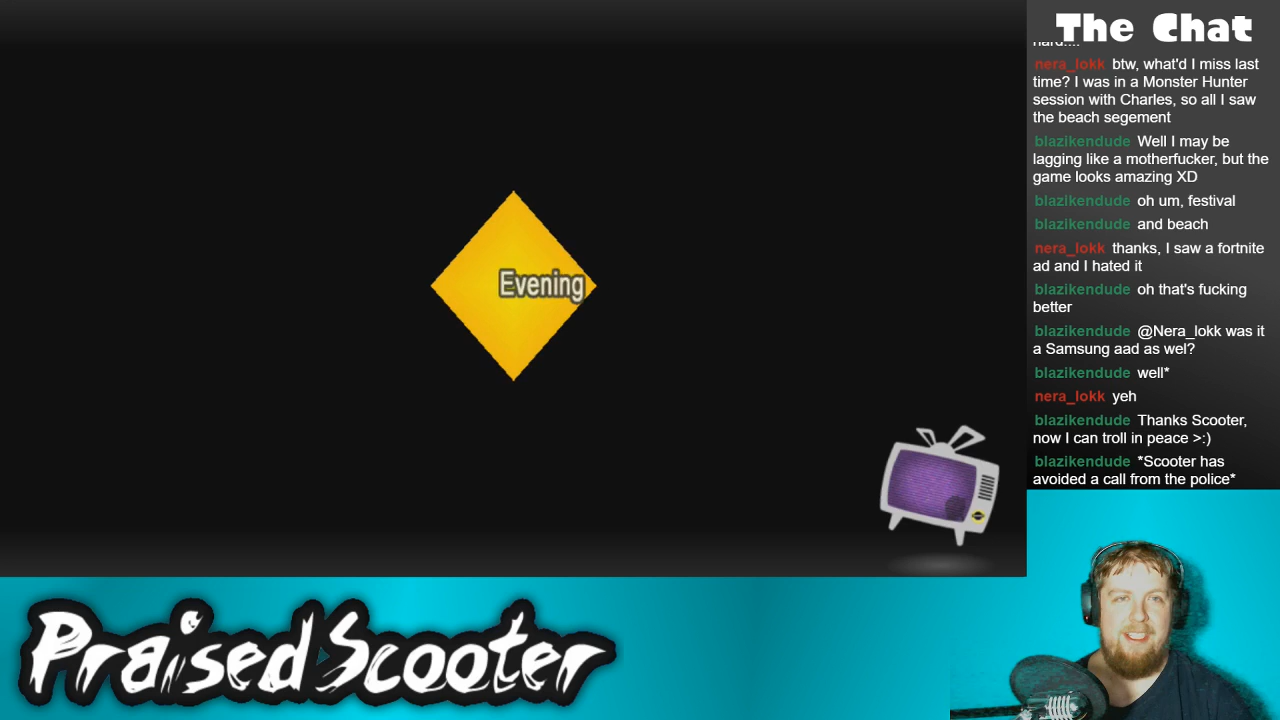 The Chat
hard....
nera_lokk btw, what'd I miss last
time? I was in a Monster Hunter
session with Charles, so all I saw
the beach segement
blazikendude Well I may be
lagging like a motherfucker, but the
game looks amazing XD
blazikendude oh um, festival
blazikendude and beach
nera_lokk thanks, I saw a fortnite
ad and I hated it
blazikendude oh that's fucking
better
blazikendude @Nera_lokk was it
a Samsung aad as wel?
blazikendude well*
nera_lokk yeh
blazikendude Thanks Scooter,
now I can troll in peace >:)
blazikendude *Scooter has
avoided a call from the police*
Evening
PraisedScooter